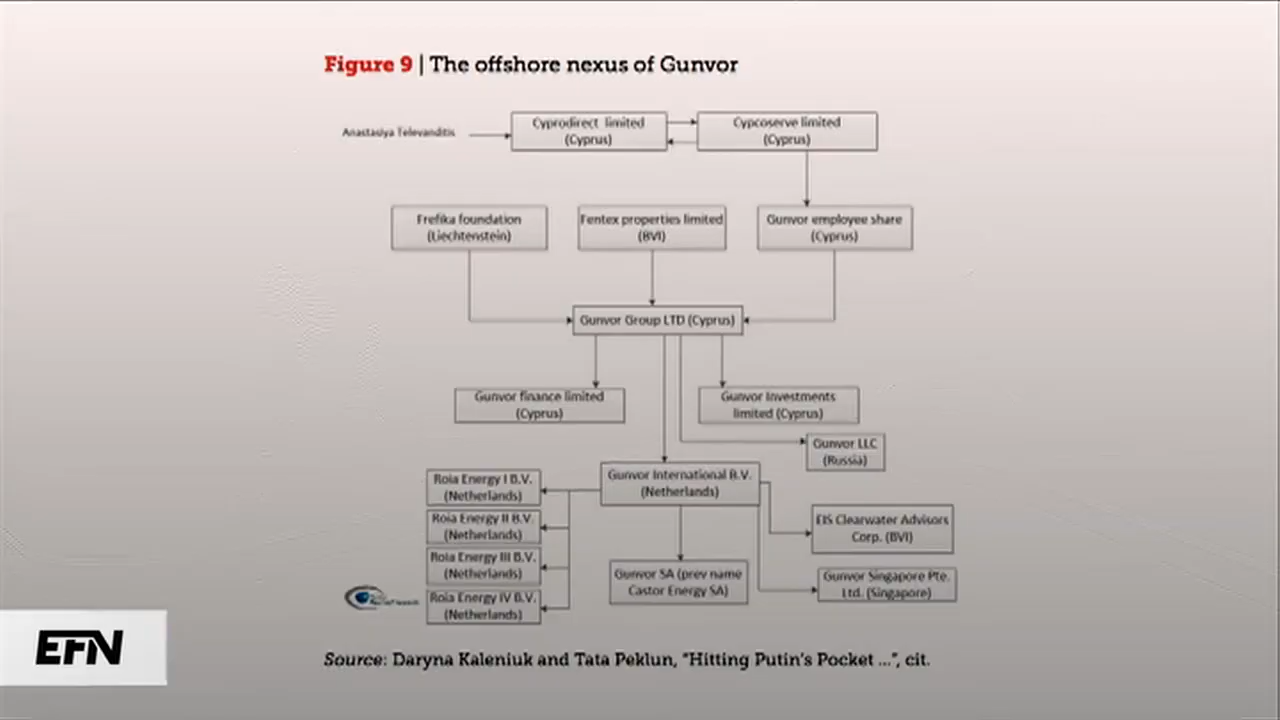 Figure 9 | The offshore nexus of Gunvor
Anastasiya Televanditis
Cyprodirect limited
(Cyprus)
Cypcoserve limited
(Cyprus)
Frefika foundation
(Liechtenstein)
Fentex properties limited
(BVI)
Gunvor employee share
(Cyprus)
Gunvor Group LTD (Cyprus)
Gunvor finance limited
(Cyprus)
Gunvor Investments
limited (Cyprus)
Gunvor LLC
(Russia)
Gunvor International B.V.
(Netherlands)
Roia Energy I B.V.
(Netherlands)
Roia Energy II B.V.
(Netherlands)
Roia Energy III B.V.
(Netherlands)
Roia Energy IV B.V.
(Netherlands)
EIS Clearwater Advisors
Corp. (BVI)
Gunvor SA (prev name
Castor Energy SA)
Gunvor Singapore Pte.
Ltd. (Singapore)
EFN
Source: Daryna Kaleniuk and Tata Peklun, “Hitting Putin’s Pocket ...”, cit.